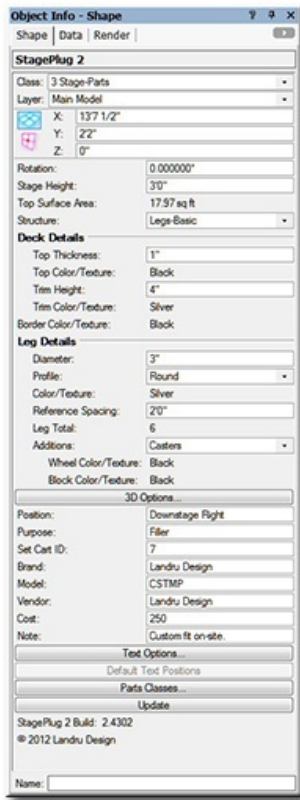 Object Info - Shape ? X
Shape Data Render
StagePlug 2
Class: 3 Stage-Parts
Layer: Main Model
X: 13'7 1/2"
Y: 2'2"
Z: 0"
Rotation: 0.000000°
Stage Height: 3'0"
Top Surface Area: 17.97 sq ft
Structure: Legs-Basic
Deck Details
Top Thickness: 1"
Top Color/Texture: Black
Trim Height: 4"
Trim Color/Texture: Silver
Border Color/Texture: Black
Leg Details
Diameter: 3"
Profile: Round
Color/Texture: Silver
Reference Spacing: 2'0"
Leg Total: 6
Additions: Casters
Wheel Color/Texture: Black
Block Color/Texture: Black
3D Options...
Position: Downstage Right
Purpose: Filler
Set Cart ID: 7
Brand: Landru Design
Model: CSTMP
Vendor: Landru Design
Cost: 250
Note: Custom fit on-site.
Text Options...
Default Text Positions
Parts Classes...
Update
StagePlug 2 Build: 2.4302
© 2012 Landru Design
Name: